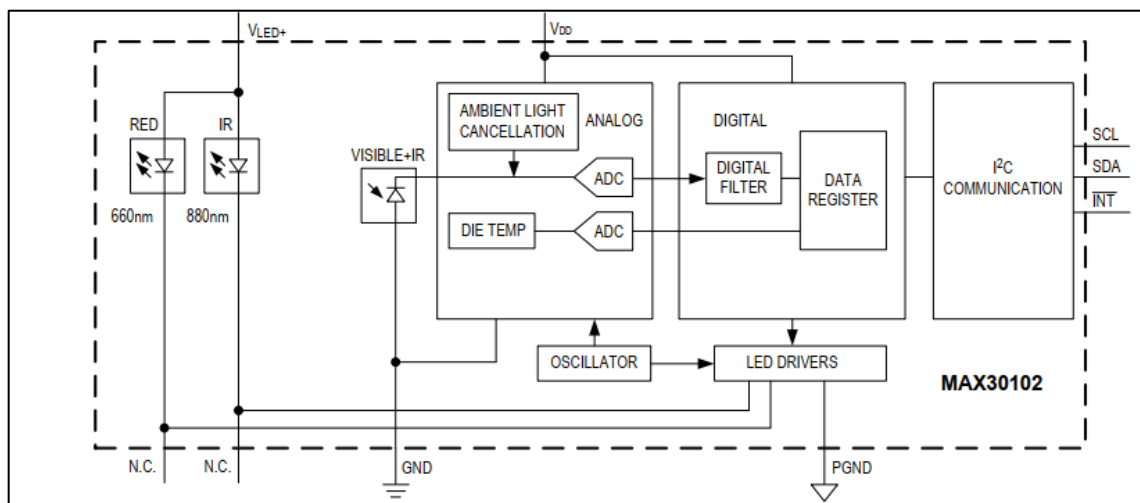 VLED+
VDD
RED
IR
660nm
880nm
VISIBLE+IR
AMBIENT LIGHT
CANCELLATION
ANALOG
ADC
DIE TEMP
ADC
DIGITAL
DIGITAL
FILTER
DATA
REGISTER
I²C
COMMUNICATION
SCL
SDA
INT
OSCILLATOR
LED DRIVERS
MAX30102
N.C.
N.C.
GND
PGND